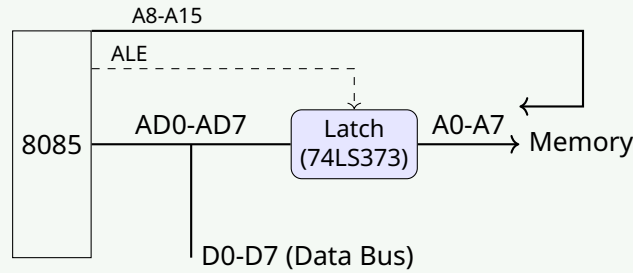 A8-A15
ALE
8085
AD0-AD7
Latch
(74LS373)
A0-A7
Memory
D0-D7 (Data Bus)